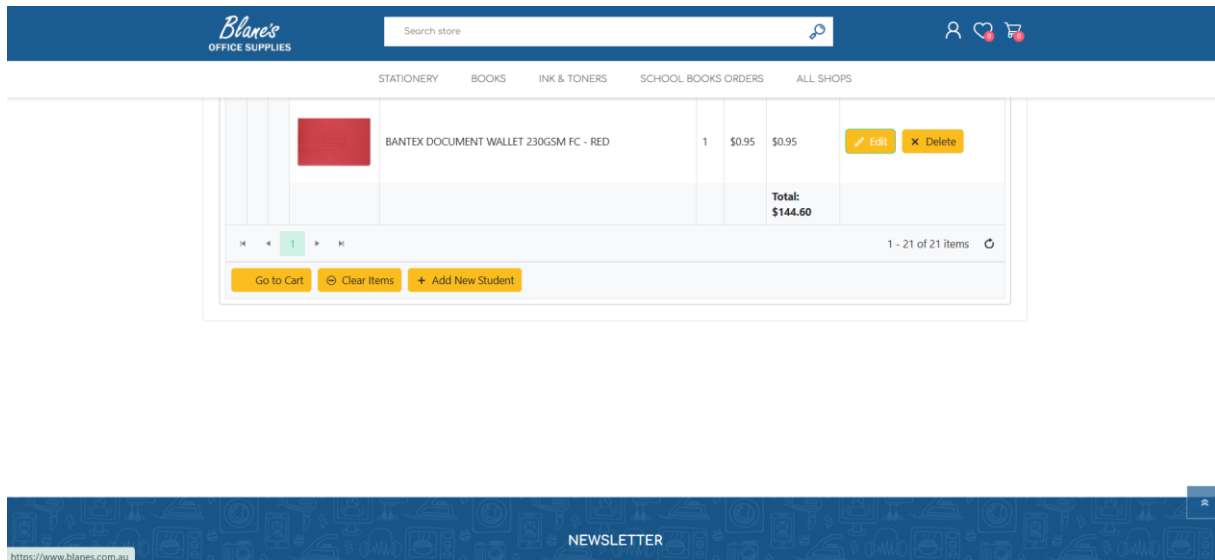 Blane's
OFFICE SUPPLIES
Search store
0
0
STATIONERY BOOKS INK & TONERS SCHOOL BOOKS ORDERS ALL SHOPS
BANTEX DOCUMENT WALLET 230GSM FC - RED 1 $0.95 $0.95 Edit Delete
Total:
$144.60
1 1 - 21 of 21 items
Go to Cart Clear Items + Add New Student
NEWSLETTER
https://www.blanes.com.au